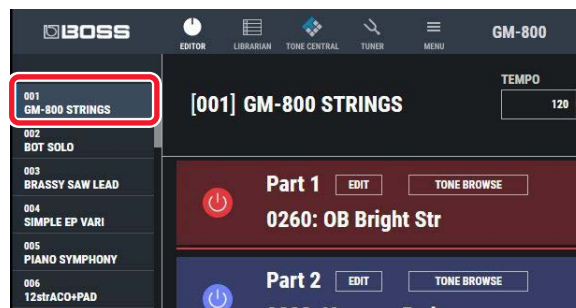 BOSS
EDITOR
LIBRARIAN
TONE CENTRAL
TUNER
MENU
GM-800
001
GM-800 STRINGS
002
BOT SOLO
003
BRASSY SAW LEAD
004
SIMPLE EP VARI
005
PIANO SYMPHONY
006
12strACO+PAD
[001] GM-800 STRINGS
TEMPO
120
Part 1 EDIT TONE BROWSE
0260: OB Bright Str
Part 2 EDIT TONE BROWSE